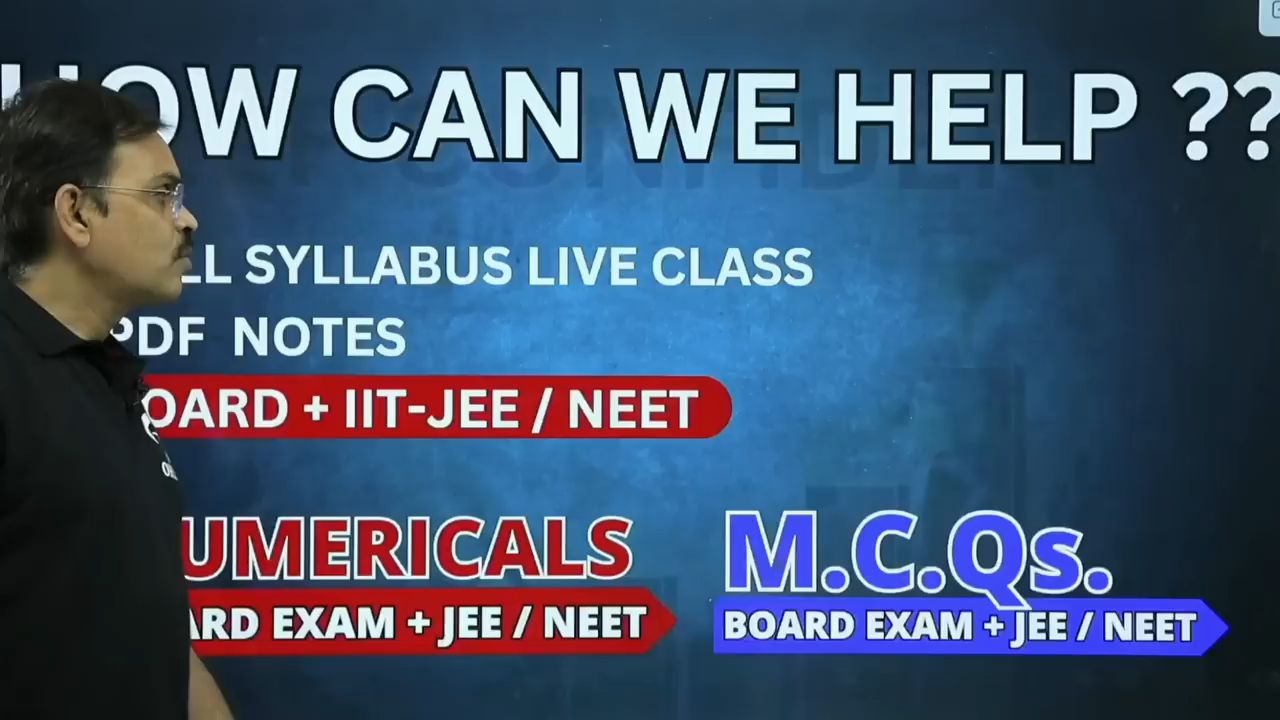 HOW CAN WE HELP ??
LL SYLLABUS LIVE CLASS
PDF NOTES
OARD + IIT-JEE / NEET
UMERICALS
ARD EXAM + JEE / NEET
M.C.Qs.
BOARD EXAM + JEE / NEET